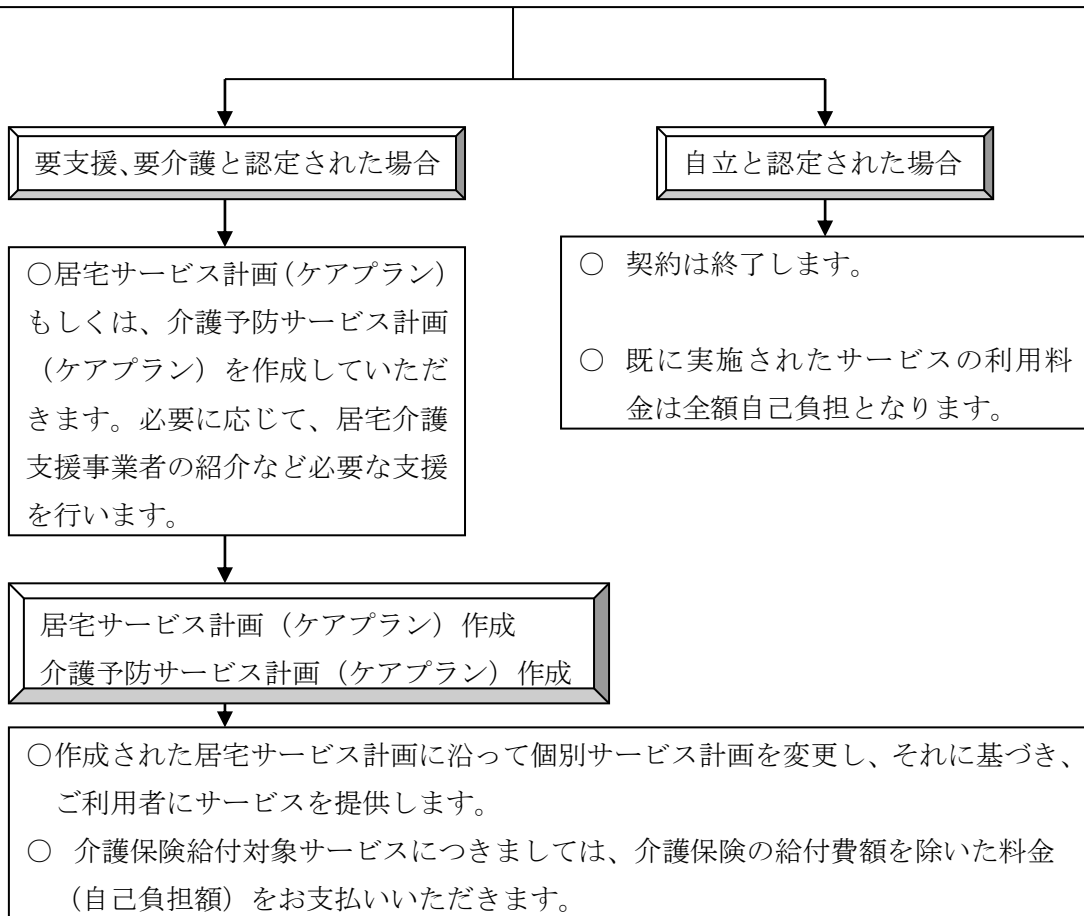 要支援、要介護と認定された場合
自立と認定された場合
○居宅サービス計画(ケアプラン)
もしくは、介護予防サービス計画
（ケアプラン）を作成していただ
きます。必要に応じて、居宅介護
支援事業者の紹介など必要な支援
を行います。
○ 契約は終了します。
○ 既に実施されたサービスの利用料
金は全額自己負担となります。
居宅サービス計画（ケアプラン）作成
介護予防サービス計画（ケアプラン）作成
○作成された居宅サービス計画に沿って個別サービス計画を変更し、それに基づき、
ご利用者にサービスを提供します。
○ 介護保険給付対象サービスにつきましては、介護保険の給付費額を除いた料金
（自己負担額）をお支払いいただきます。